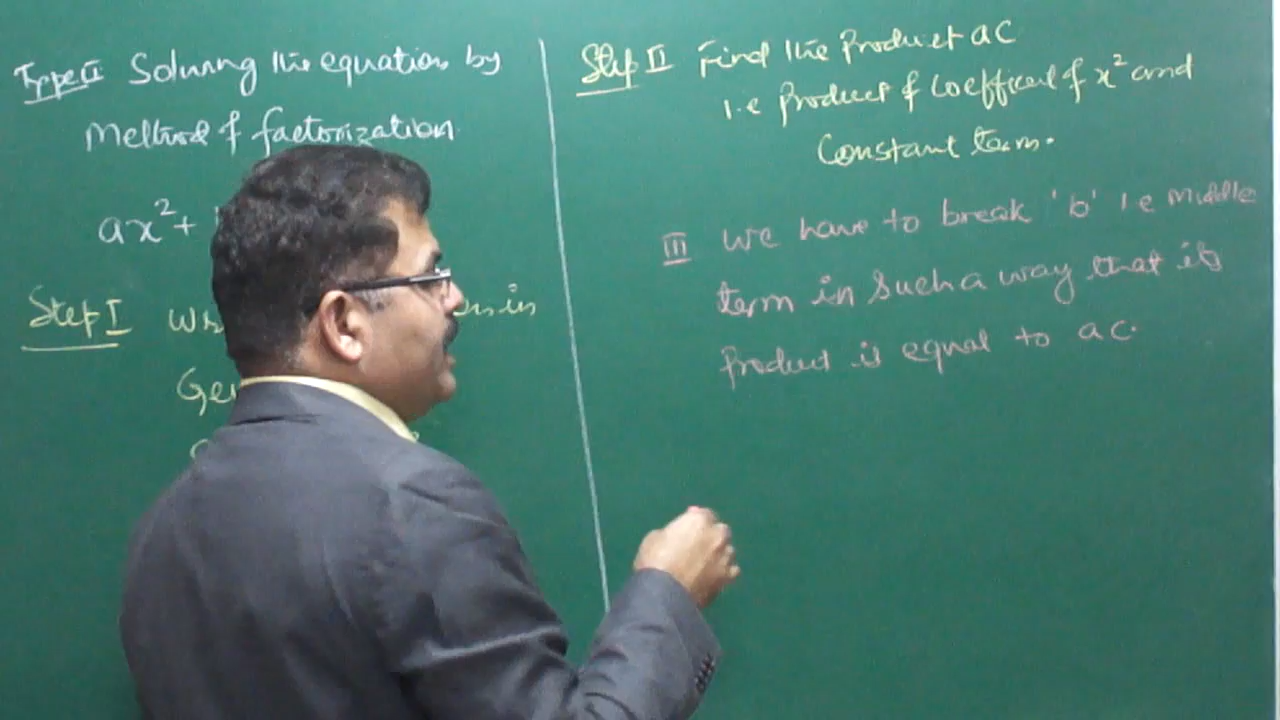 Type II Solving the equation by
Method of factorization
ax² +
Step I
in
Step II Find the Product ac
i.e Product of Coefficient of x² and
Constant term.
III We have to break 'b' i.e Middle
term in such a way that its
Product is equal to ac.